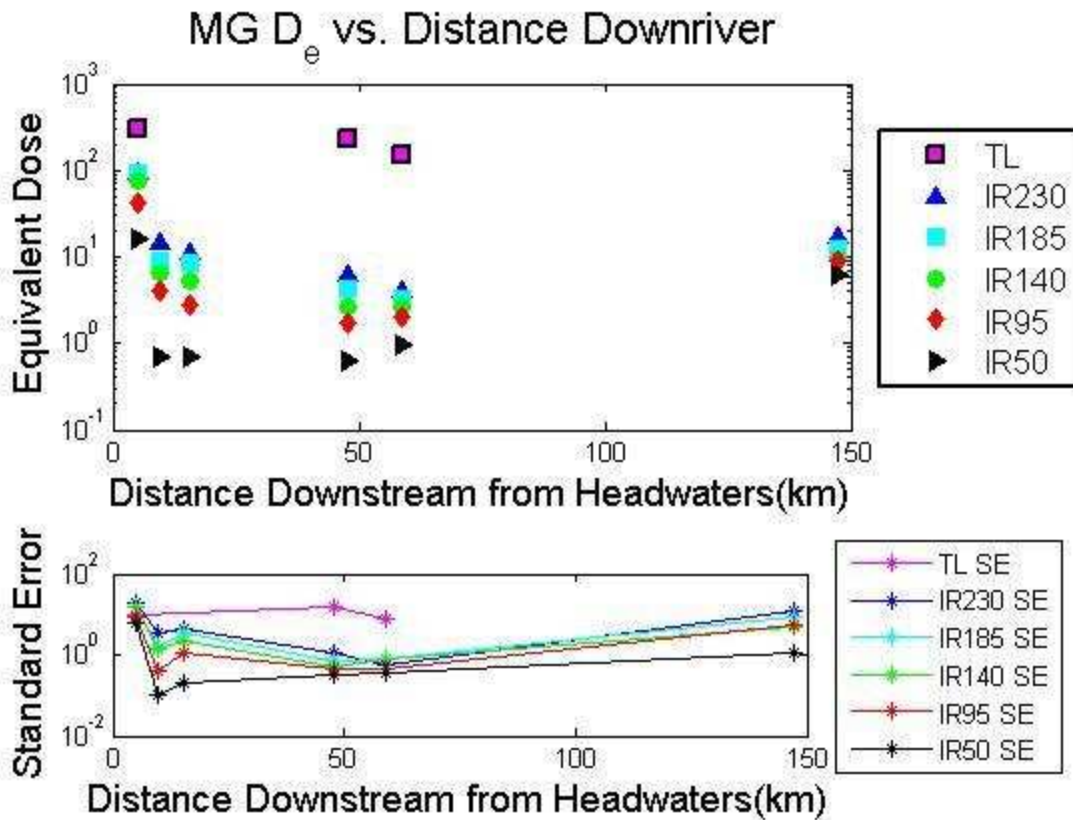 MG De vs. Distance Downriver
Equivalent Dose
10^3
10^2
10^1
10^0
10^-1
0 50 100 150
Distance Downstream from Headwaters(km)
TL
IR230
IR185
IR140
IR95
IR50
Standard Error
10^2
10^0
10^-2
0 50 100 150
Distance Downstream from Headwaters(km)
TL SE
IR230 SE
IR185 SE
IR140 SE
IR95 SE
IR50 SE